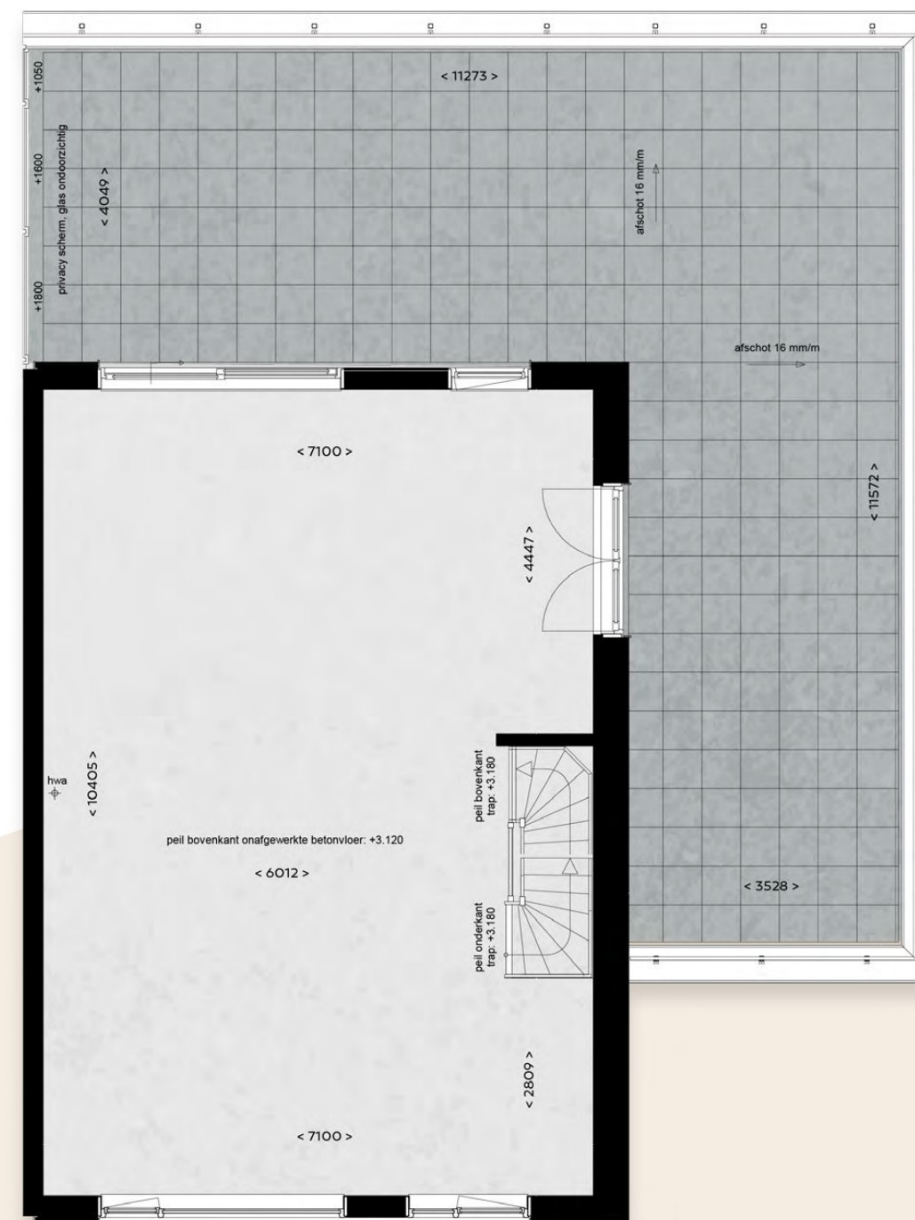 < 11273 >
+1050
+1600
+1800
privacy scherm, glas ondoorzichtig
< 4049 >
afschot 16 mm/m
afschot 16 mm/m
< 7100 >
< 4447 >
< 11572 >
hwa
< 10405 >
peil bovenkant
trap: +3.180
peil bovenkant onafgewerkte betonvloer: +3.120
< 6012 >
< 3528 >
peil onderkant
trap: +3.180
< 2809 >
< 7100 >